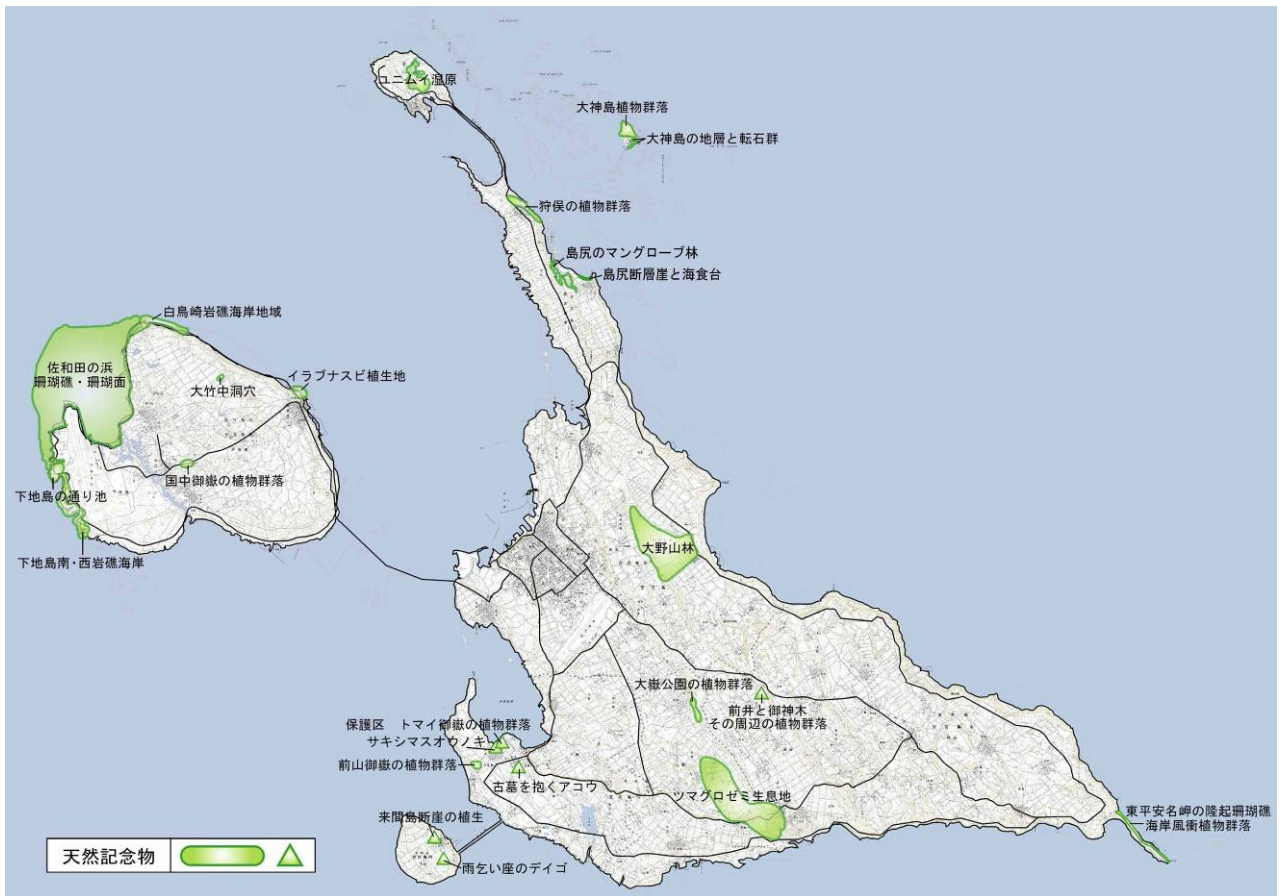 ユニムイ湿原
大神島植物群落
大神島の地層と転石群
狩俣の植物群落
島尻のマングローブ林
島尻断層崖と海食台
白鳥崎岩礁海岸地域
佐和田の浜
珊瑚礁・珊瑚面
イラブナスビ植生地
大竹中洞穴
国中御嶽の植物群落
下地島の通り池
下地島南・西岩礁海岸
大野山林
大嶽公園の植物群落
前井と御神木
その周辺の植物群落
保護区　トマイ御嶽の植物群落
サキシマスオウノキ
前山御嶽の植物群落
古墓を抱くアコウ
ツマグロゼミ生息地
来間島断崖の植生
東平安名岬の隆起珊瑚礁
海岸風衝植物群落
雨乞い座のデイゴ
天然記念物